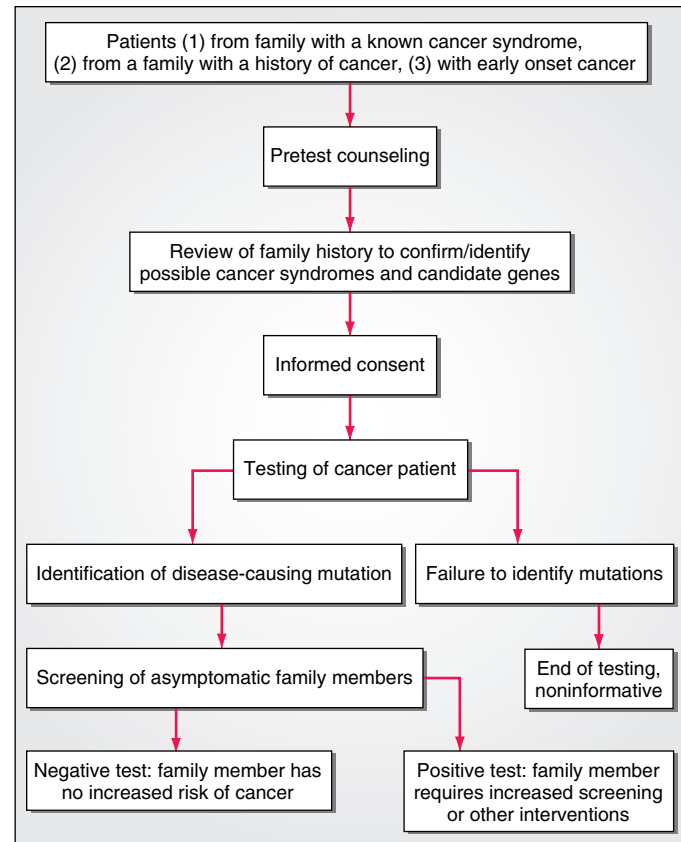 Patients (1) from family with a known cancer syndrome,
(2) from a family with a history of cancer, (3) with early onset cancer
Pretest counseling
Review of family history to confirm/identify
possible cancer syndromes and candidate genes
Informed consent
Testing of cancer patient
Identification of disease-causing mutation
Failure to identify mutations
Screening of asymptomatic family members
End of testing,
noninformative
Negative test: family member has
no increased risk of cancer
Positive test: family member
requires increased screening
or other interventions